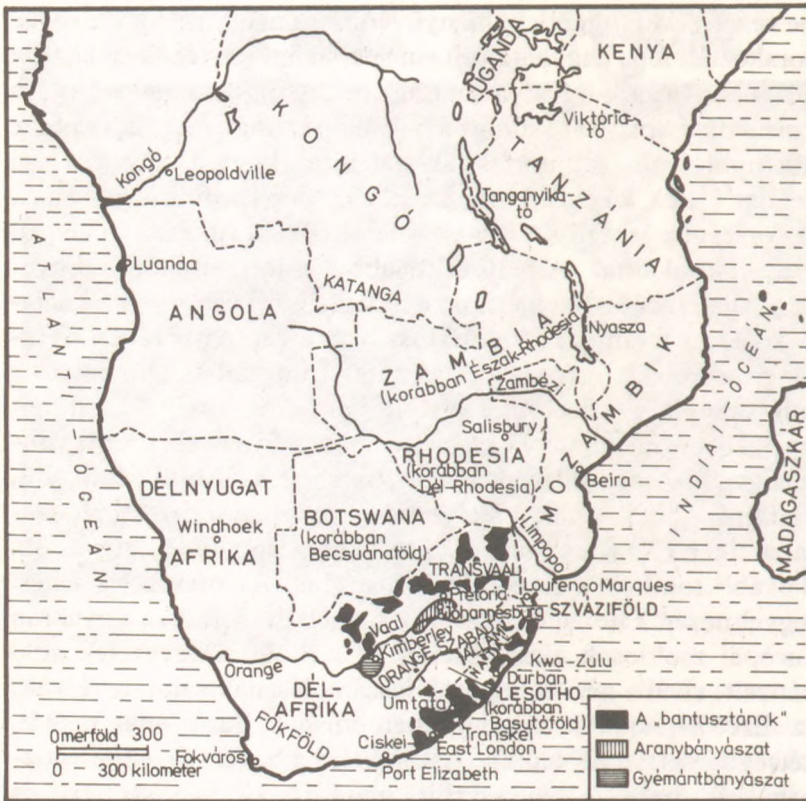 UGANDA
KENYA
Viktória
tó
KONGO
Kongó
Leopoldville
TANZÁNIA
Tanganyika
tó
ATLANTI ÓCEÁN
Luanda
KATANGA
ANGOLA
Nyasza
ZAMBIA
(korábban Észak-Rhodesia)
Zambézi
MOZAMBIK
INDIAI ÓCEÁN
MADAGASZKÁR
Salisbury
RHODESIA
(korábban
Dél-Rhodesia)
Beira
DÉLNYUGAT
AFRIKA
Windhoek
BOTSWANA
(korábban
Becsuánaföld)
Limpopo
TRANSVAAL
Lourenço Marques
Pretoria
Johannesburg
SZVÁZIFÖLD
Vaal
Kimberley
ORANGE SZABAD
ÁLLAM
NATAL
Kwa-Zulu
Orange
Durban
DÉL-
AFRIKA
Umtata
LESOTHO
(korábban
Basutóföld)
FOKFÖLD
Transkei
Ciskei
East London
Fokváros
Port Elizabeth
0 mérföld 300
0 300 kilométer
A „bantusztánok"
Aranybányászat
Gyémántbányászat